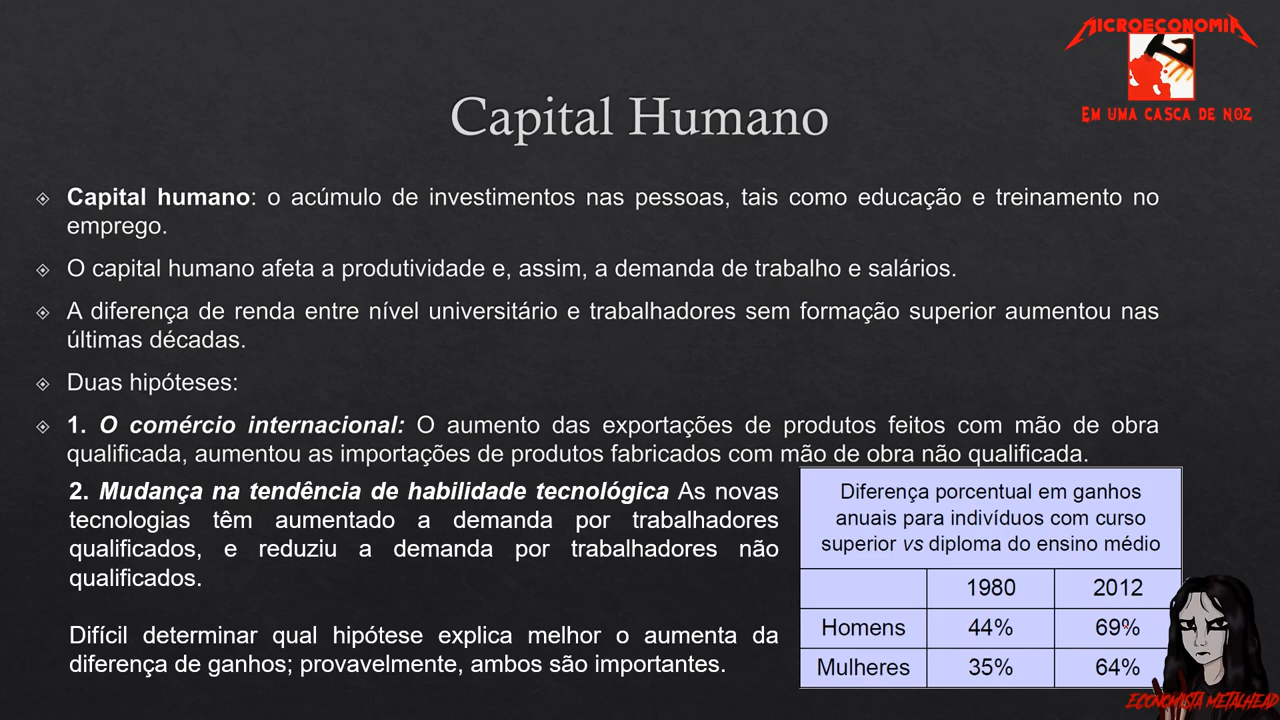 MICROECONOMIA
EM UMA CASCA DE NOZ
Capital Humano
Capital humano: o acúmulo de investimentos nas pessoas, tais como educação e treinamento no
emprego.
O capital humano afeta a produtividade e, assim, a demanda de trabalho e salários.
A diferença de renda entre nível universitário e trabalhadores sem formação superior aumentou nas
últimas décadas.
Duas hipóteses:
1. O comércio internacional: O aumento das exportações de produtos feitos com mão de obra
qualificada, aumentou as importações de produtos fabricados com mão de obra não qualificada.
2. Mudança na tendência de habilidade tecnológica As novas
tecnologias têm aumentado a demanda por trabalhadores
qualificados, e reduziu a demanda por trabalhadores não
qualificados.
Difícil determinar qual hipótese explica melhor o aumenta da
diferença de ganhos; provavelmente, ambos são importantes.
Diferença porcentual em ganhos
anuais para indivíduos com curso
superior vs diploma do ensino médio
1980 2012
Homens 44% 69%
Mulheres 35% 64%
ECONOMISTA METALHEAD